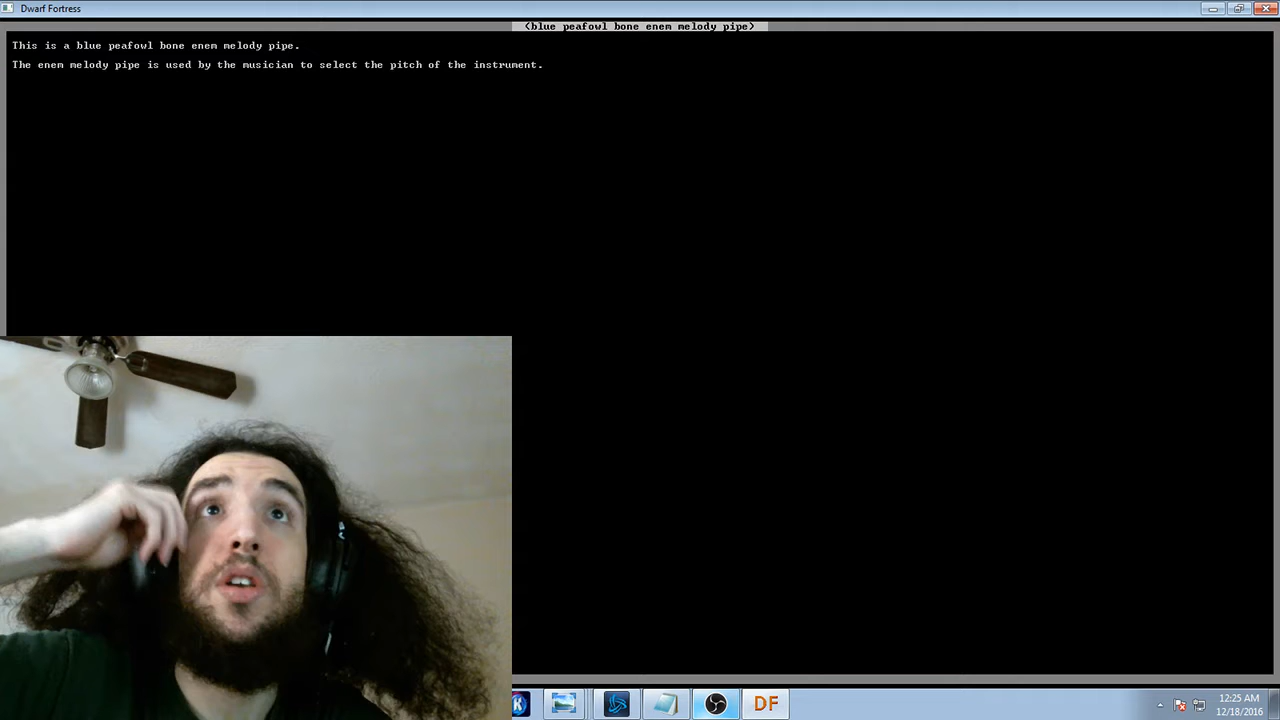 Dwarf Fortress
<blue peafowl bone enem melody pipe>
This is a blue peafowl bone enem melody pipe.
The enem melody pipe is used by the musician to select the pitch of the instrument.
K
DF
12:25 AM
12/18/2016